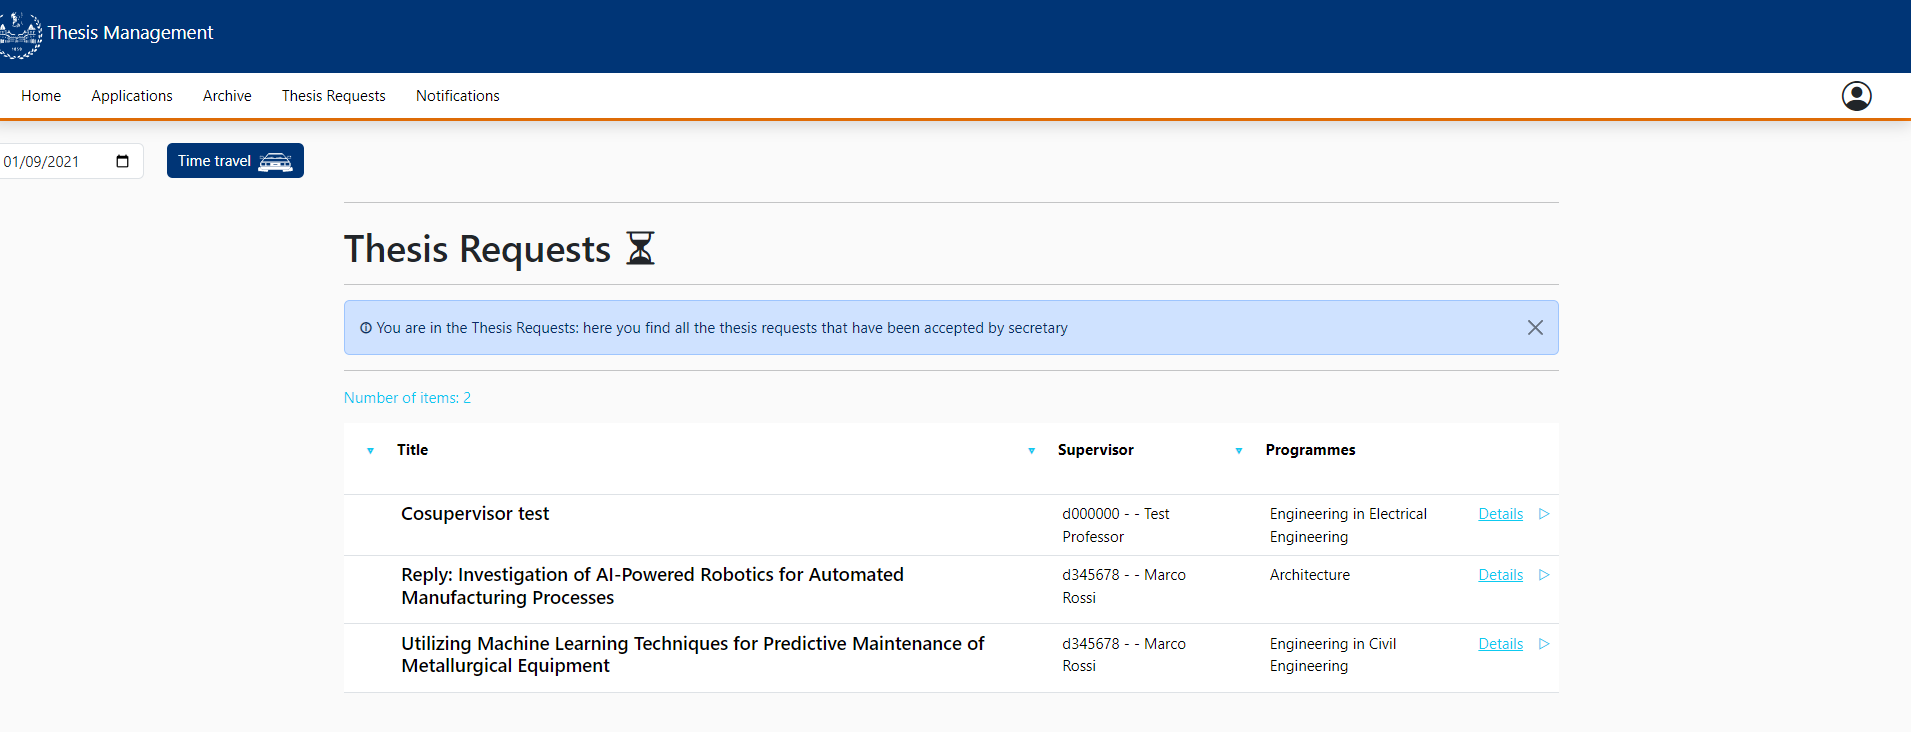 Thesis Management
Home Applications Archive Thesis Requests Notifications
01/09/2021 Time travel
Thesis Requests
You are in the Thesis Requests: here you find all the thesis requests that have been accepted by secretary
Number of items: 2
Title Supervisor Programmes
Cosupervisor test
d000000 - - Test
Professor
Engineering in Electrical
Engineering
Details
Reply: Investigation of AI-Powered Robotics for Automated
Manufacturing Processes
d345678 - - Marco
Rossi
Architecture
Details
Utilizing Machine Learning Techniques for Predictive Maintenance of
Metallurgical Equipment
d345678 - - Marco
Rossi
Engineering in Civil
Engineering
Details